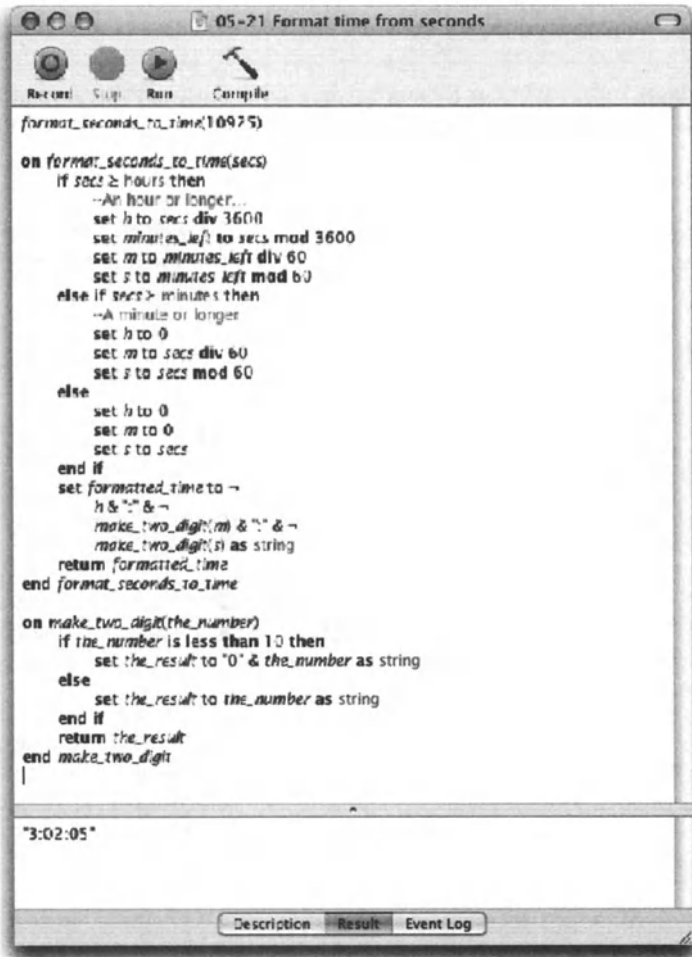 05-21 Format time from seconds
Record Stop Run Compile
format_seconds_to_time(10925)
on format_seconds_to_time(secs)
if secs ≥ hours then
--An hour or longer...
set h to secs div 3600
set minutes_left to secs mod 3600
set m to minutes_left div 60
set s to minutes_left mod 60
else if secs ≥ minutes then
--A minute or longer
set h to 0
set m to secs div 60
set s to secs mod 60
else
set h to 0
set m to 0
set s to secs
end if
set formatted_time to ¬
h & ":" & ¬
make_two_digit(m) & ":" & ¬
make_two_digit(s) as string
return formatted_time
end format_seconds_to_time
on make_two_digit(the_number)
if the_number is less than 10 then
set the_result to "0" & the_number as string
else
set the_result to the_number as string
end if
return the_result
end make_two_digit
"3:02:05"
Description Result Event Log